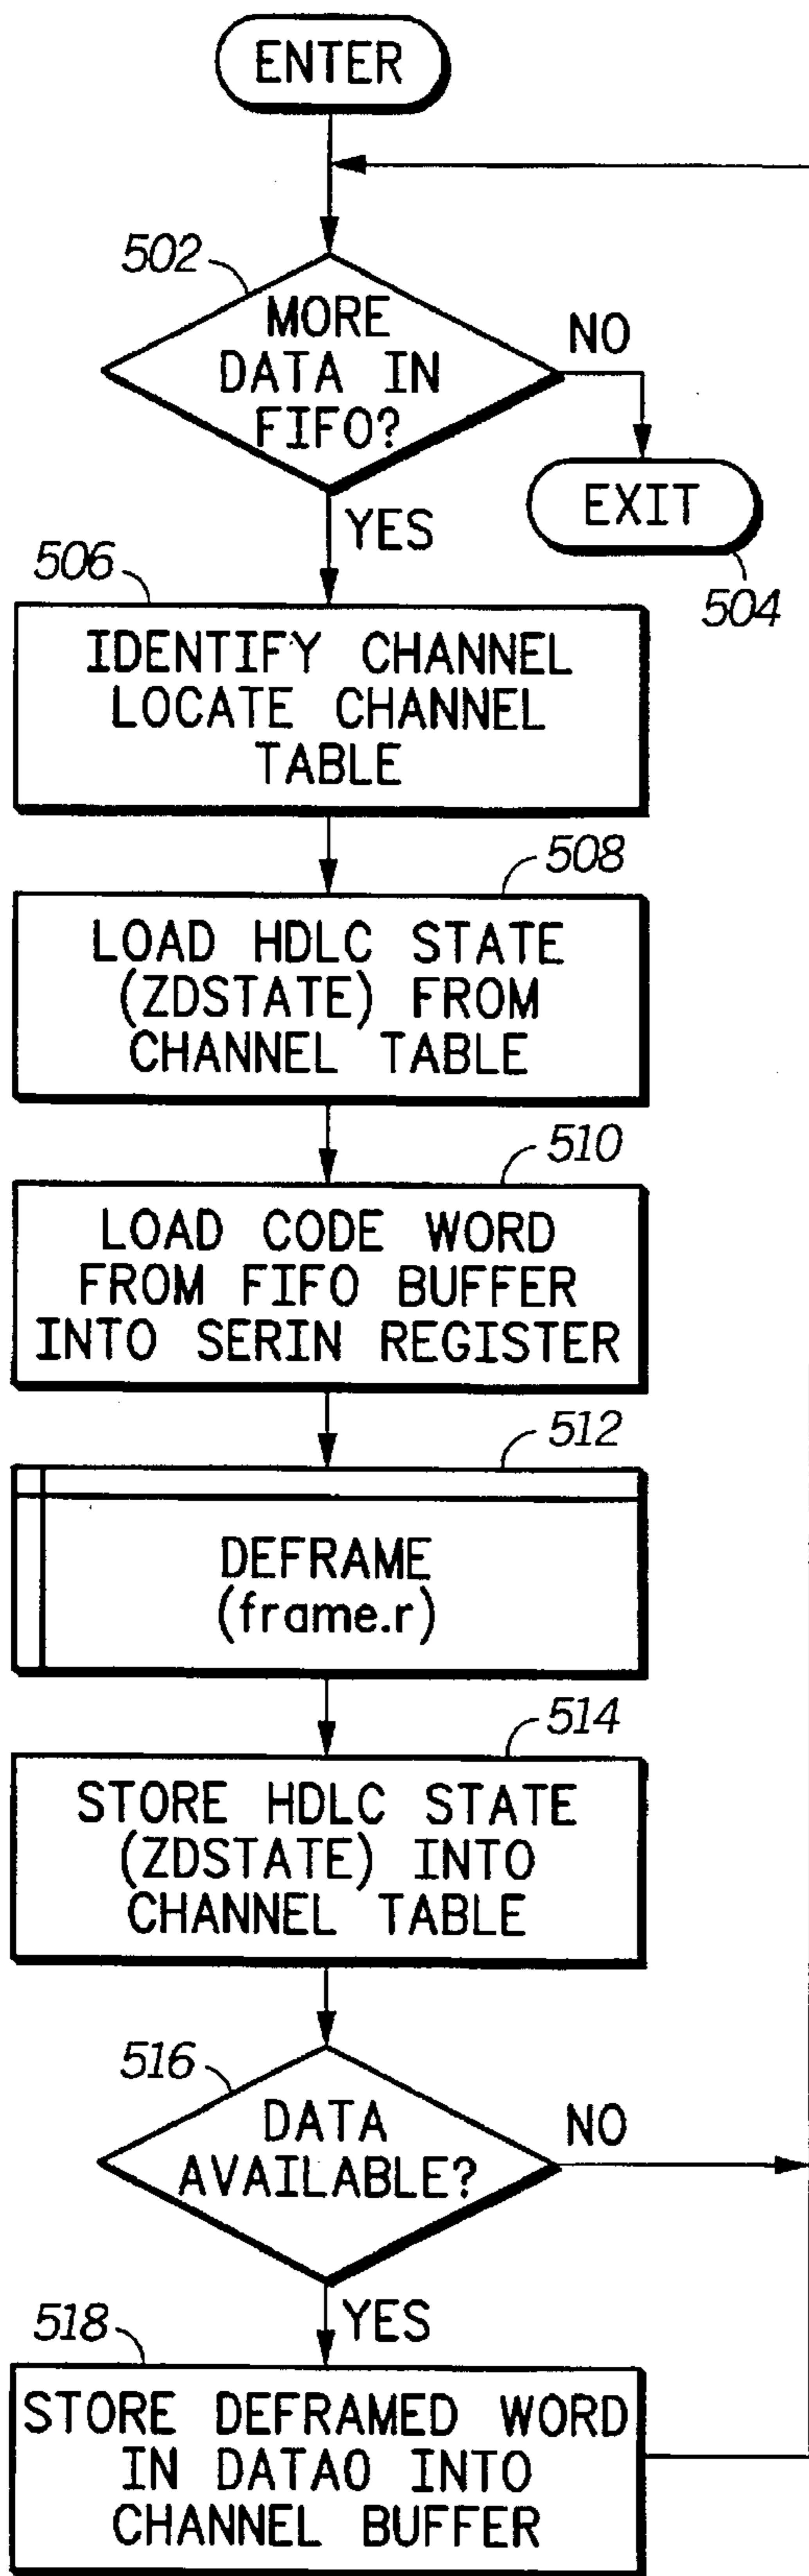 ENTER
502
MORE
DATA IN
FIFO?
NO
EXIT
504
YES
506
IDENTIFY CHANNEL
LOCATE CHANNEL
TABLE
508
LOAD HDLC STATE
(ZDSTATE) FROM
CHANNEL TABLE
510
LOAD CODE WORD
FROM FIFO BUFFER
INTO SERIN REGISTER
512
DEFRAME
(frame.r)
514
STORE HDLC STATE
(ZDSTATE) INTO
CHANNEL TABLE
516
DATA
AVAILABLE?
NO
YES
518
STORE DEFRAMED WORD
IN DATAO INTO
CHANNEL BUFFER